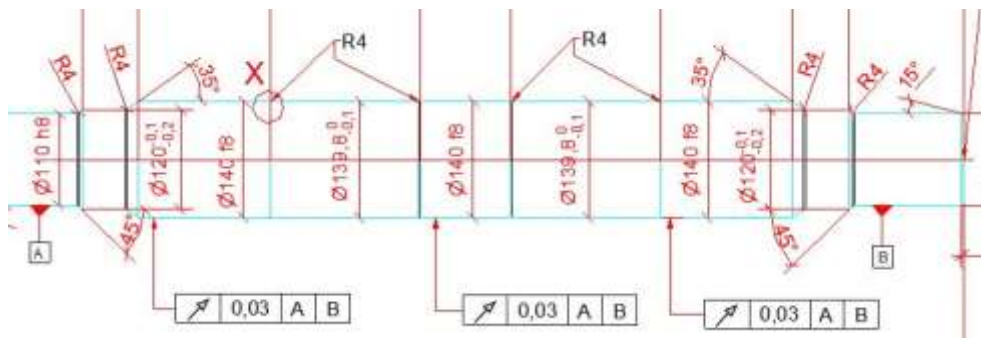 R4
R4
35°
X
R4
R4
35°
R4
R4
15°
Ø110 h8
Ø120-0,1
-0,2
Ø140 f8
Ø139,8 0
-0,1
Ø140 f8
Ø139,8 0
-0,1
Ø140 f8
Ø120-0,1
-0,2
45°
45°
A
B
0,03 A B
0,03 A B
0,03 A B